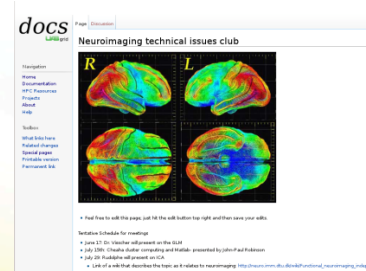 docs
UAB grid
Page Discussion
Neuroimaging technical issues club
R L
Navigation
Home
Documentation
HPC Resources
Projects
About
Help
Toolbox
What links here
Related changes
Special pages
Printable version
Permanent link
Feel free to edit this page, just hit the edit button top right and then save your edits.
Tentative Schedule for meetings
June 17: Dr. Visscher will present on the GLM
July 15th: Cheaha cluster computing and Matlab- presented by John-Paul Robinson
July 29: Rudolphe will present on ICA
Link of a wiki that describes the topic as it relates to neuroimaging: